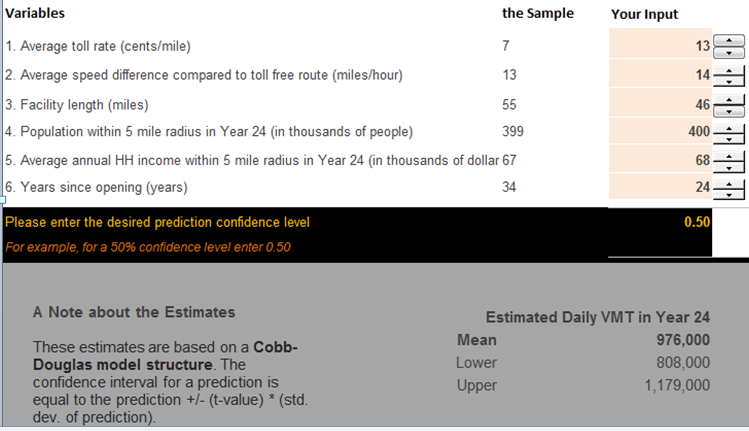 Variables the Sample Your Input
1. Average toll rate (cents/mile) 7 13
2. Average speed difference compared to toll free route (miles/hour) 13 14
3. Facility length (miles) 55 46
4. Population within 5 mile radius in Year 24 (in thousands of people) 399 400
5. Average annual HH income within 5 mile radius in Year 24 (in thousands of dollar 67 68
6. Years since opening (years) 34 24
Please enter the desired prediction confidence level 0.50
For example, for a 50% confidence level enter 0.50
A Note about the Estimates
These estimates are based on a Cobb-
Douglas model structure. The
confidence interval for a prediction is
equal to the prediction +/- (t-value) * (std.
dev. of prediction).
Estimated Daily VMT in Year 24
Mean 976,000
Lower 808,000
Upper 1,179,000